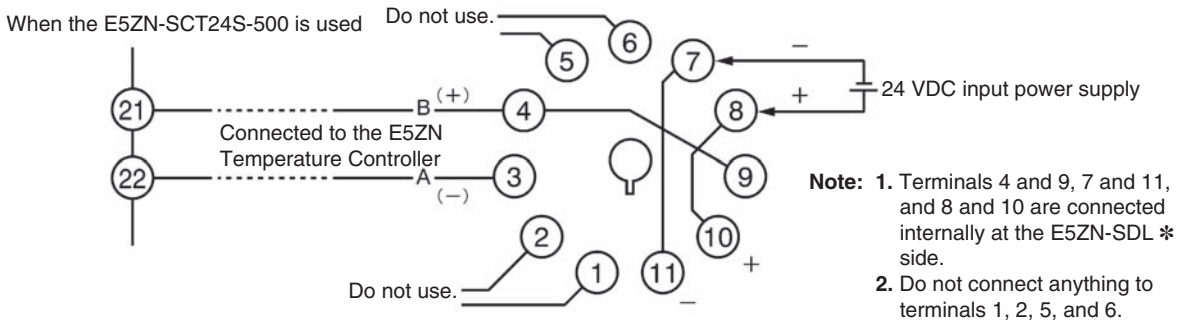 When the E5ZN-SCT24S-500 is used
Do not use.
6
5
7
−
8
+
24 VDC input power supply
21
B (+)
4
Connected to the E5ZN
Temperature Controller
22
A
(−)
3
9
2
1
10
+
11
−
Do not use.
Note: 1. Terminals 4 and 9, 7 and 11,
and 8 and 10 are connected
internally at the E5ZN-SDL ✻
side.
2. Do not connect anything to
terminals 1, 2, 5, and 6.